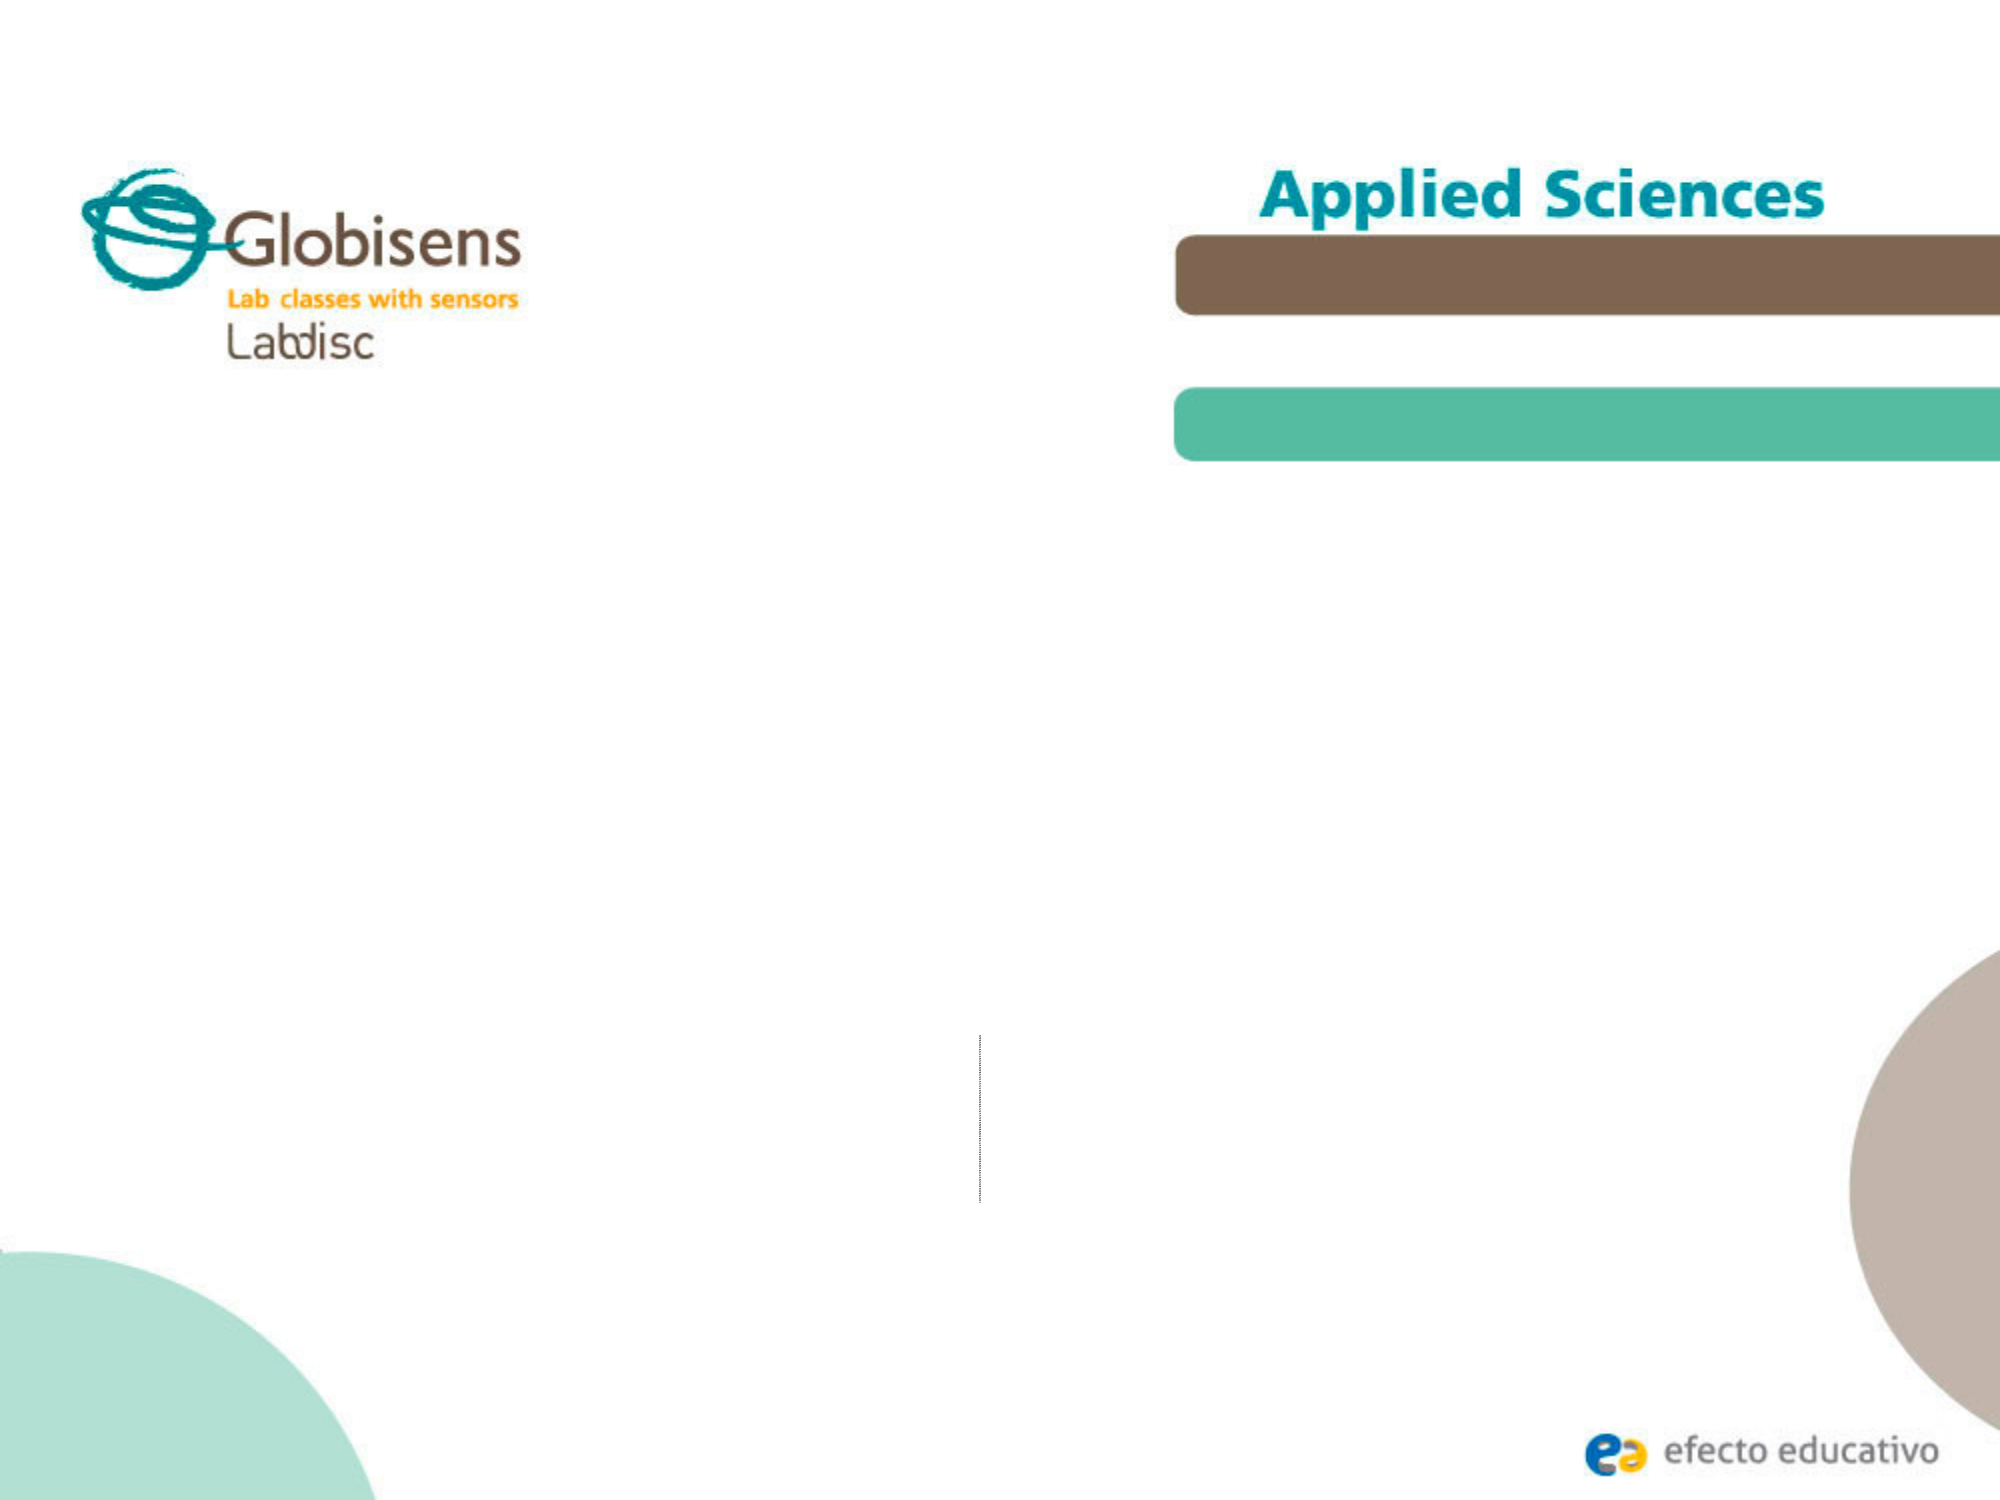 Globisens
Lab classes with sensors
Labdisc
Applied Sciences
efecto educativo